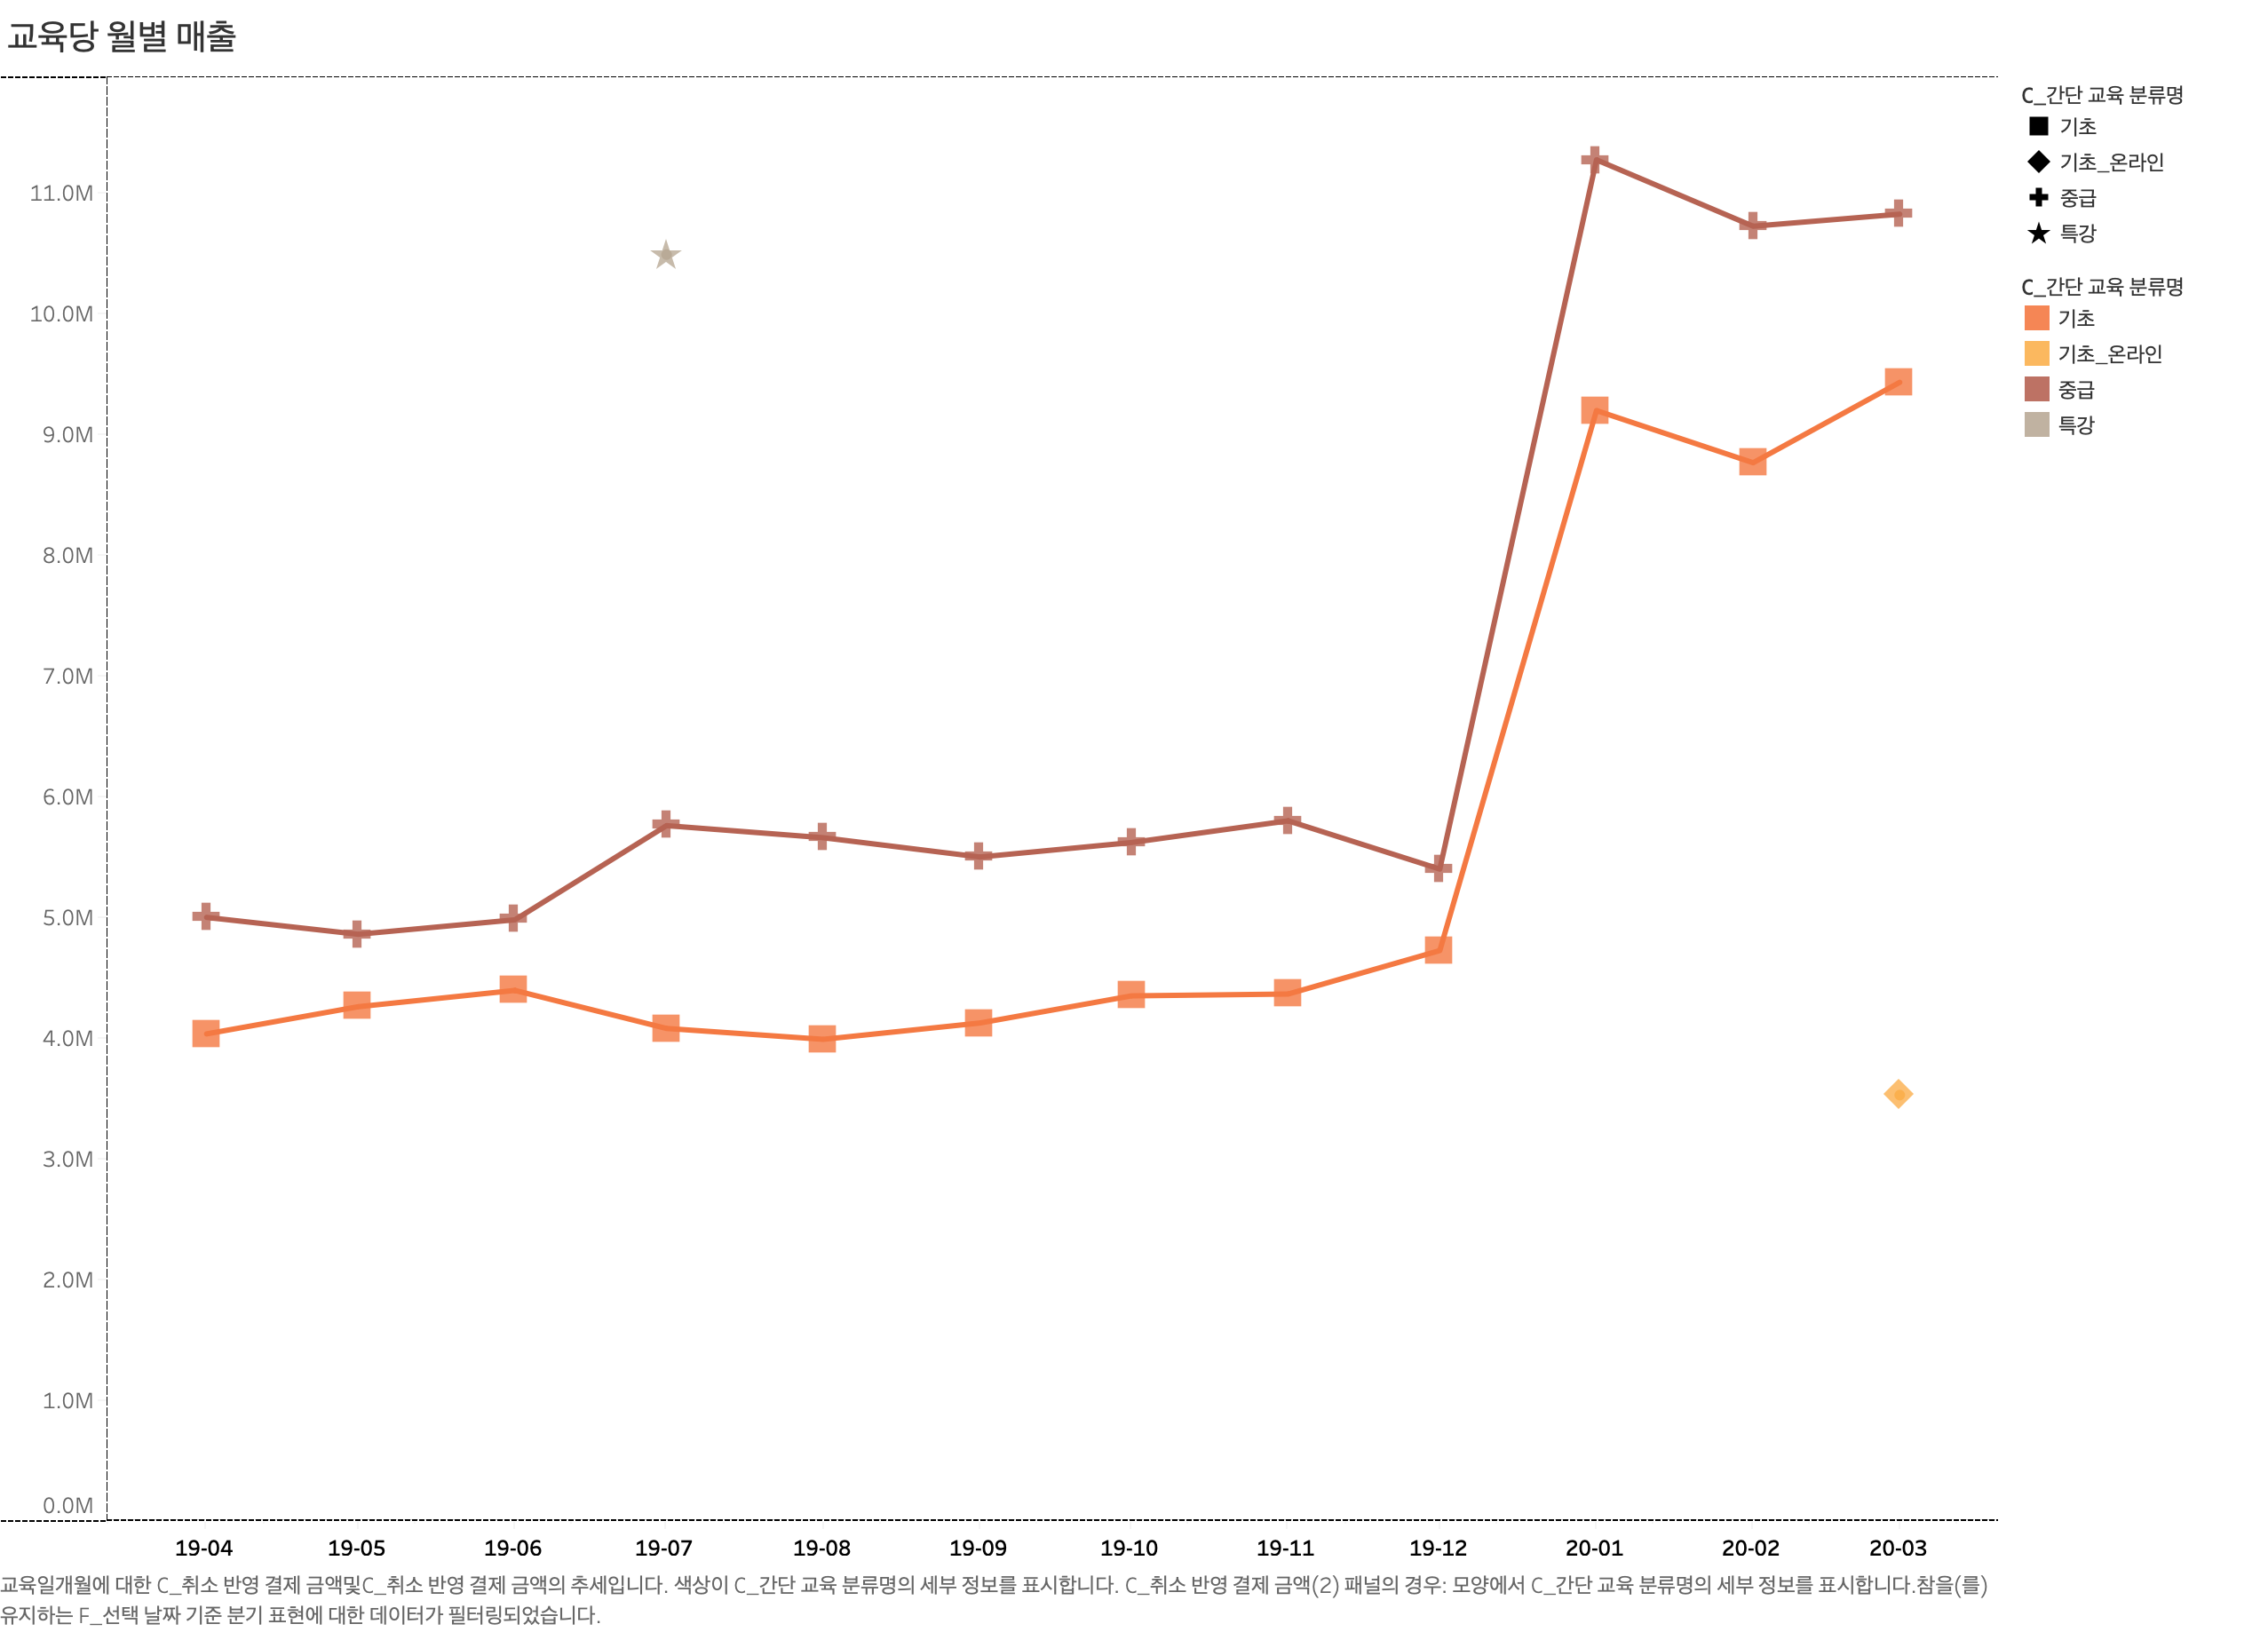 교육당 월별 매출
C_간단 교육 분류명
기초
기초_온라인
중급
특강
C_간단 교육 분류명
기초
기초_온라인
중급
특강
11.0M
10.0M
9.0M
8.0M
7.0M
6.0M
5.0M
4.0M
3.0M
2.0M
1.0M
0.0M
19-04 19-05 19-06 19-07 19-08 19-09 19-10 19-11 19-12 20-01 20-02 20-03
교육일개월에 대한 C_취소 반영 결제 금액및C_취소 반영 결제 금액의 추세입니다. 색상이 C_간단 교육 분류명의 세부 정보를 표시합니다. C_취소 반영 결제 금액(2) 패널의 경우: 모양에서 C_간단 교육 분류명의 세부 정보를 표시합니다.참을(를)
유지하는 F_선택 날짜 기준 분기 표현에 대한 데이터가 필터링되었습니다.